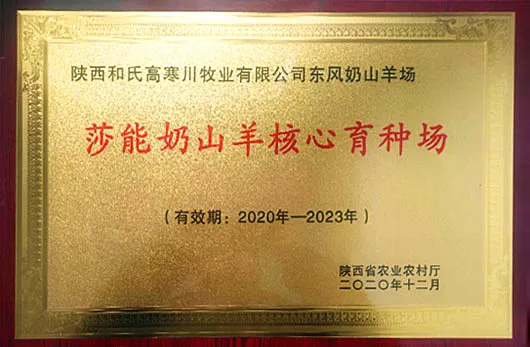 陕西和氏高寒川牧业有限公司东风奶山羊场
莎能奶山羊核心育种场
（有效期：2020年—2023年）
陕西省农业农村厅
二〇二〇年十二月